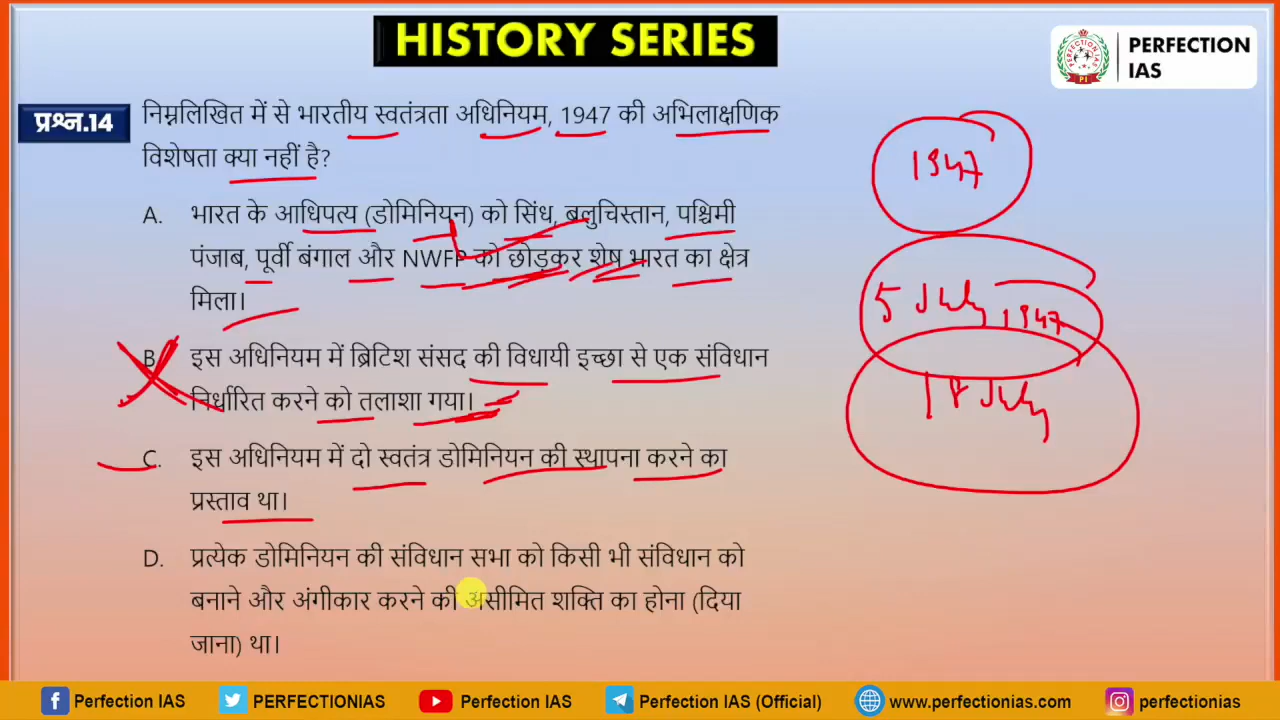 HISTORY SERIES
PERFECTION
IAS
प्रश्न.14
निम्नलिखित में से भारतीय स्वतंत्रता अधिनियम, 1947 की अभिलाक्षणिक
विशेषता क्या नहीं है?
A. भारत के आधिपत्य (डोमिनियन) को सिंध, बलुचिस्तान, पश्चिमी
पंजाब, पूर्वी बंगाल और NWFP को छोड़कर शेष भारत का क्षेत्र
मिला।
B. इस अधिनियम में ब्रिटिश संसद की विधायी इच्छा से एक संविधान
निर्धारित करने को तलाशा गया।
C. इस अधिनियम में दो स्वतंत्र डोमिनियन की स्थापना करने का
प्रस्ताव था।
D. प्रत्येक डोमिनियन की संविधान सभा को किसी भी संविधान को
बनाने और अंगीकार करने की असीमित शक्ति का होना (दिया
जाना) था।
1947
5 July 1947
18 July
Perfection IAS PERFECTIONIAS Perfection IAS Perfection IAS (Official) www.perfectionias.com perfectionias